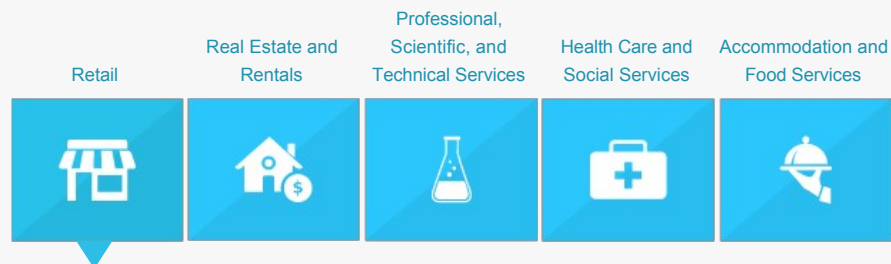 Retail
Real Estate and
Rentals
Professional,
Scientific, and
Technical Services
Health Care and
Social Services
Accommodation and
Food Services
$